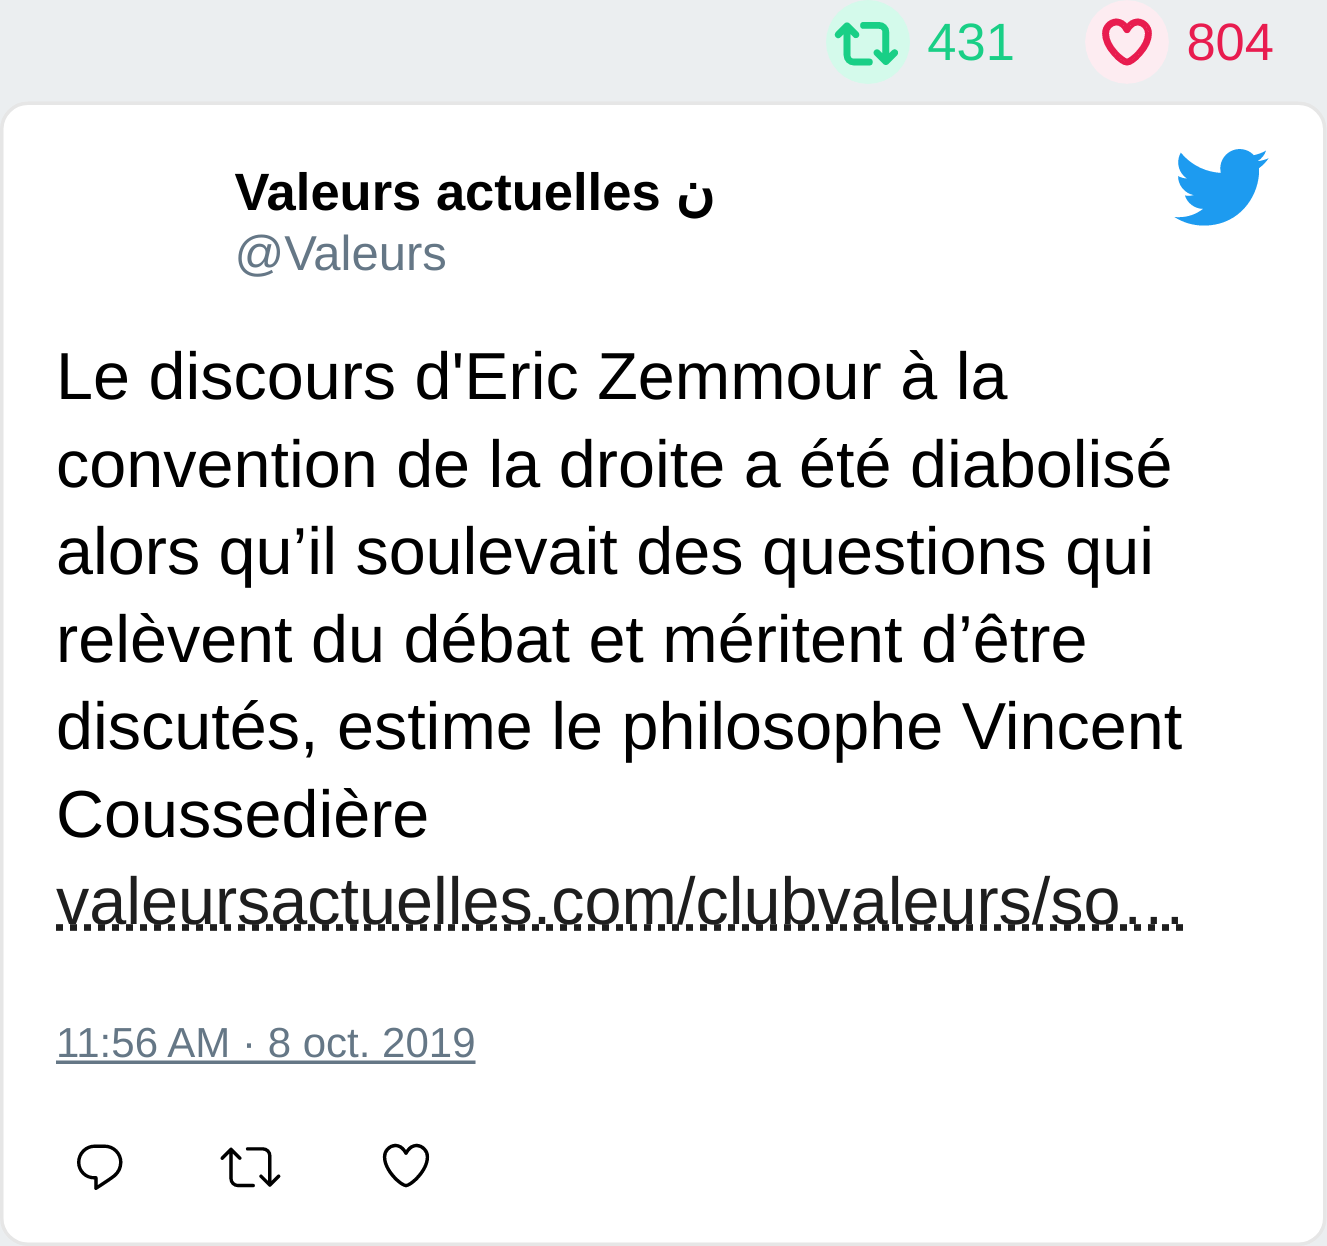 431 804
Valeurs actuelles ن
@Valeurs
Le discours d'Eric Zemmour à la
convention de la droite a été diabolisé
alors qu’il soulevait des questions qui
relèvent du débat et méritent d’être
discutés, estime le philosophe Vincent
Coussedière
valeursactuelles.com/clubvaleurs/so…
11:56 AM · 8 oct. 2019